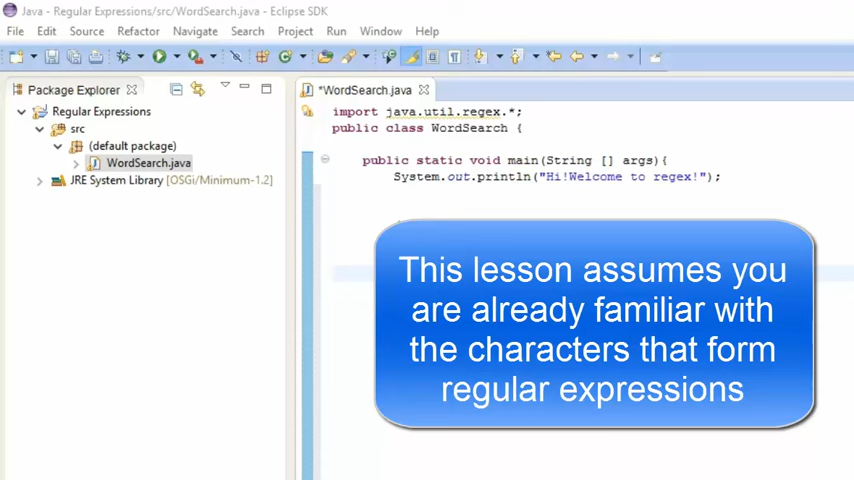 Java - Regular Expressions/src/WordSearch.java - Eclipse SDK
File Edit Source Refactor Navigate Search Project Run Window Help
Package Explorer
*WordSearch.java
Regular Expressions
src
(default package)
WordSearch.java
JRE System Library [OSGi/Minimum-1.2]
import java.util.regex.*;
public class WordSearch {
public static void main(String [] args){
System.out.println("Hi!Welcome to regex!");
This lesson assumes you
are already familiar with
the characters that form
regular expressions